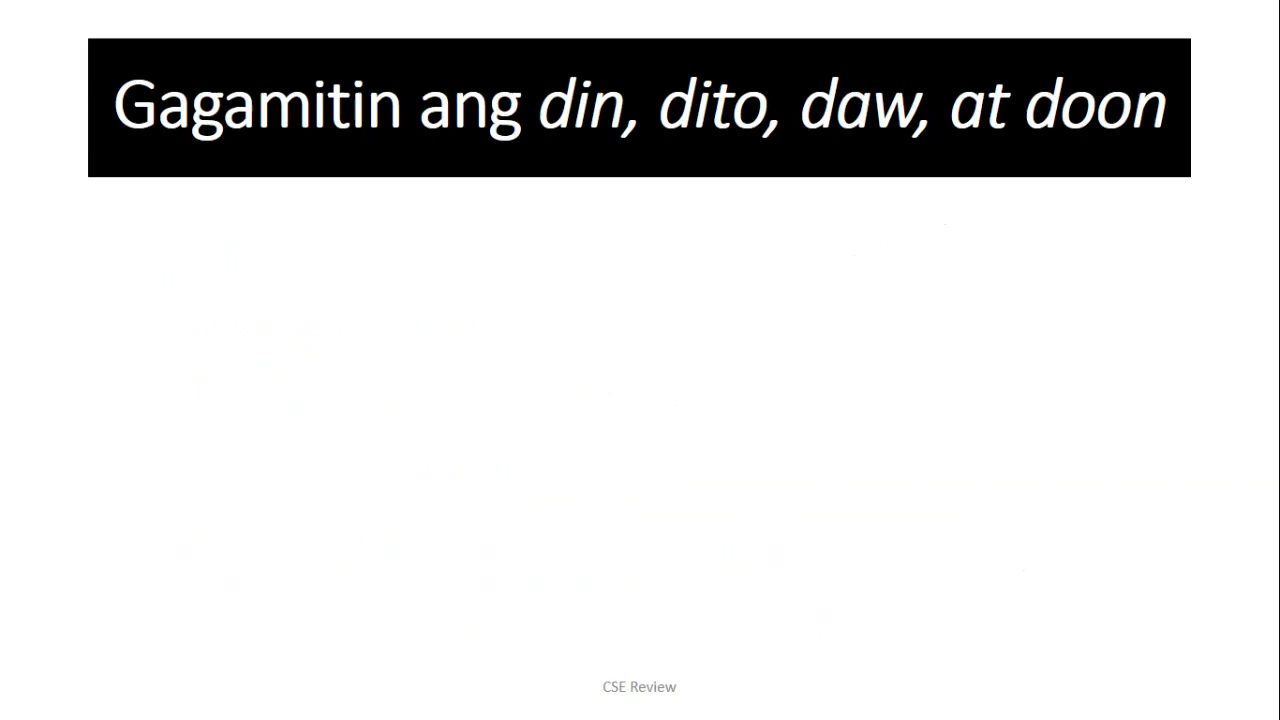 Gagamitin ang din, dito, daw, at doon
CSE Review